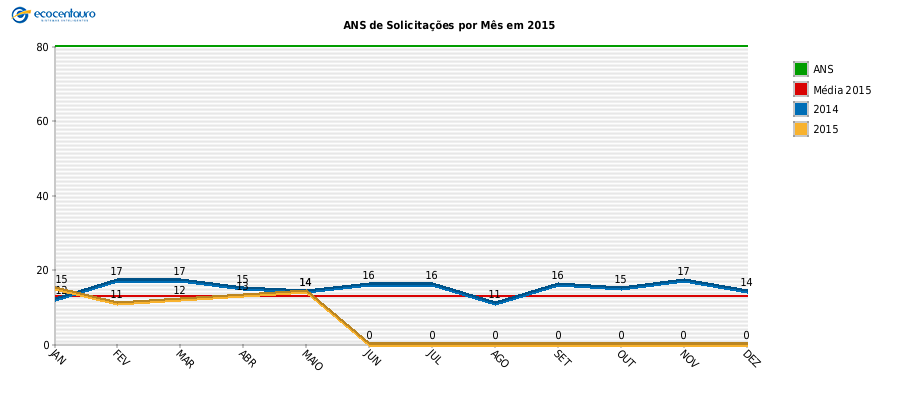 ecocentauro
ANS de Solicitações por Mês em 2015
80
60
40
20
0
ANS
Média 2015
2014
2015
15 17 17 15 14 16 16 11 16 15 17 14
12 11 12 13 0 0 0 0 0 0 0
JAN FEV MAR ABR MAIO JUN JUL AGO SET OUT NOV DEZ